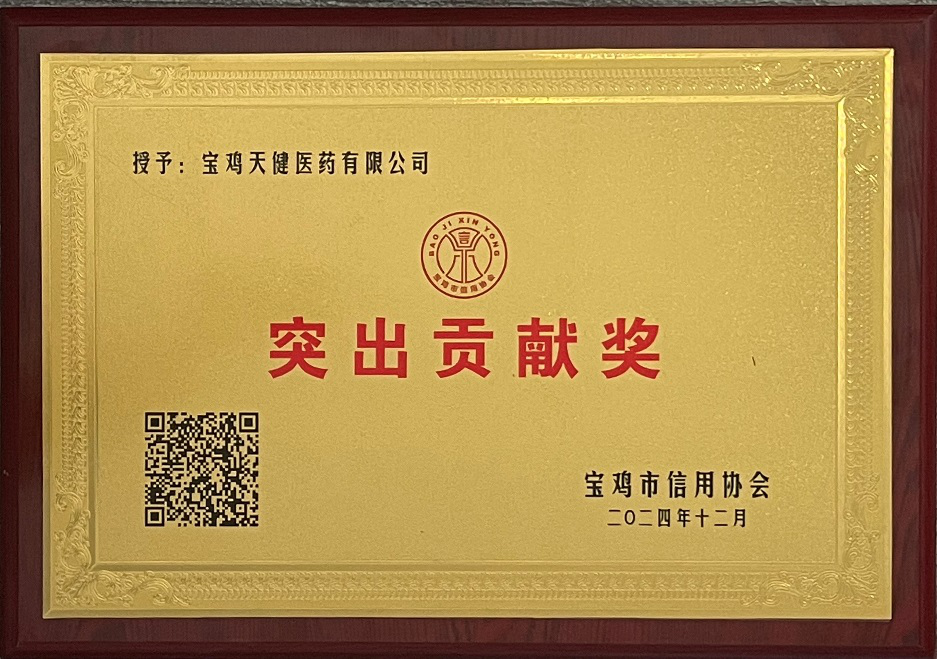 授予：宝鸡天健医药有限公司
BAO JI XIN YONG
宝鸡市信用协会
突出贡献奖
宝鸡市信用协会
二〇二四年十二月